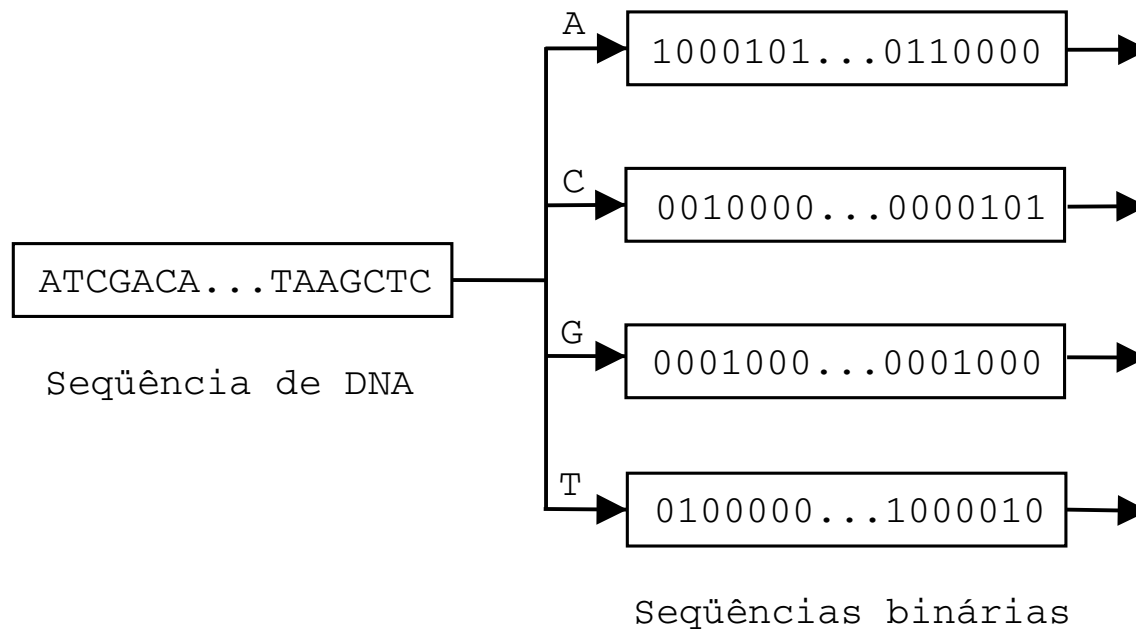 A
1000101...0110000
C
0010000...0000101
ATCGACA...TAAGCTC
G
0001000...0001000
Seqüência de DNA
T
0100000...1000010
Seqüências binárias